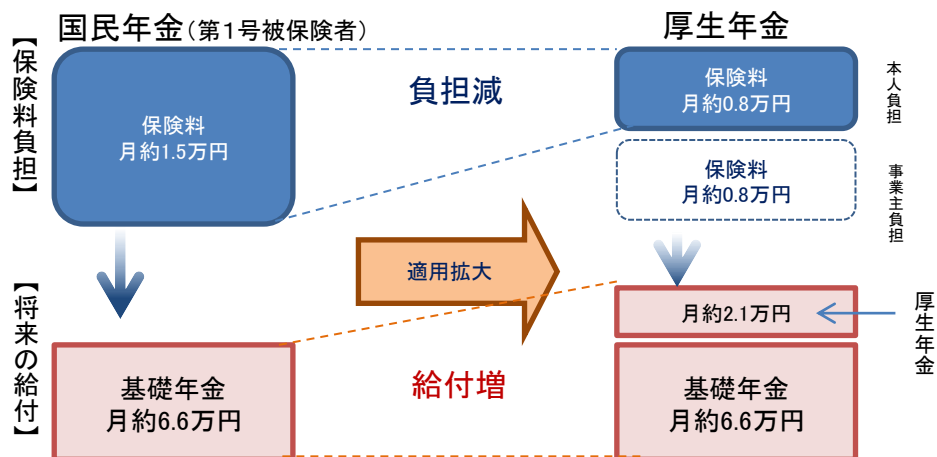 国民年金(第1号被保険者)
厚生年金
【保険料負担】
保険料
月約1.5万円
負担減
保険料
月約0.8万円
本人負担
保険料
月約0.8万円
事業主負担
適用拡大
【将来の給付】
月約2.1万円
厚生年金
基礎年金
月約6.6万円
給付増
基礎年金
月約6.6万円